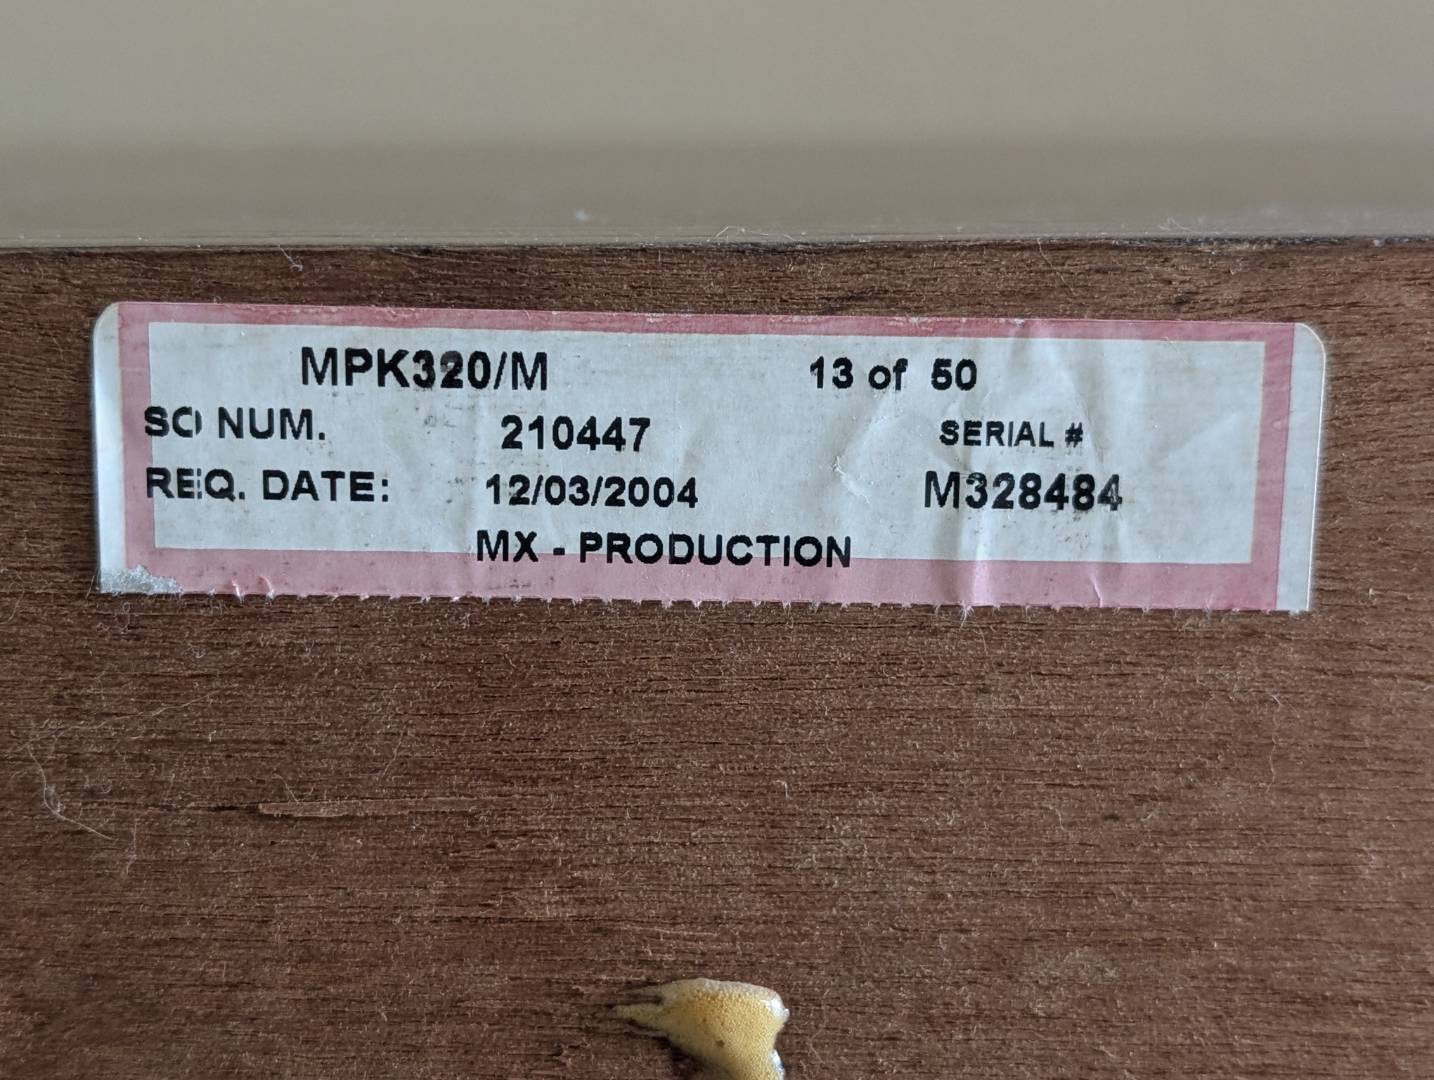 MPK320/M 13 of 50
SO NUM. 210447 SERIAL #
REQ. DATE: 12/03/2004 M328484
MX - PRODUCTION